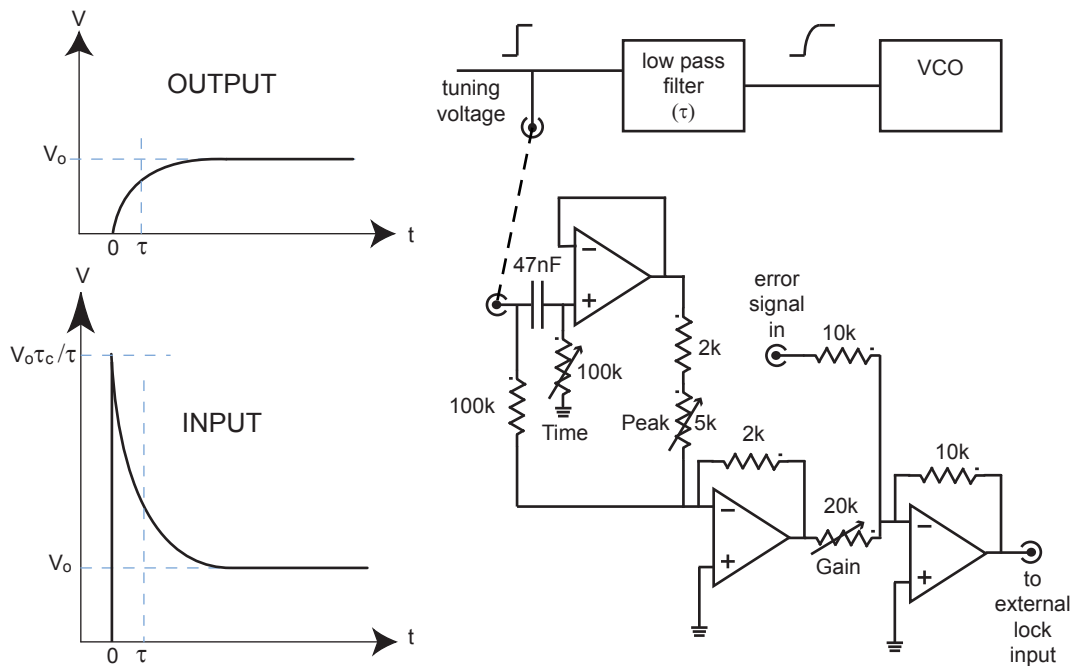 V
OUTPUT
Vo
0
τ
t
V
Voτc/τ
INPUT
Vo
0
τ
t
tuning
voltage
low pass
filter
(τ)
VCO
47nF
−
+
100k
100k
Time
2k
Peak
5k
error
signal
in
10k
2k
−
+
20k
Gain
10k
−
+
to
external
lock
input